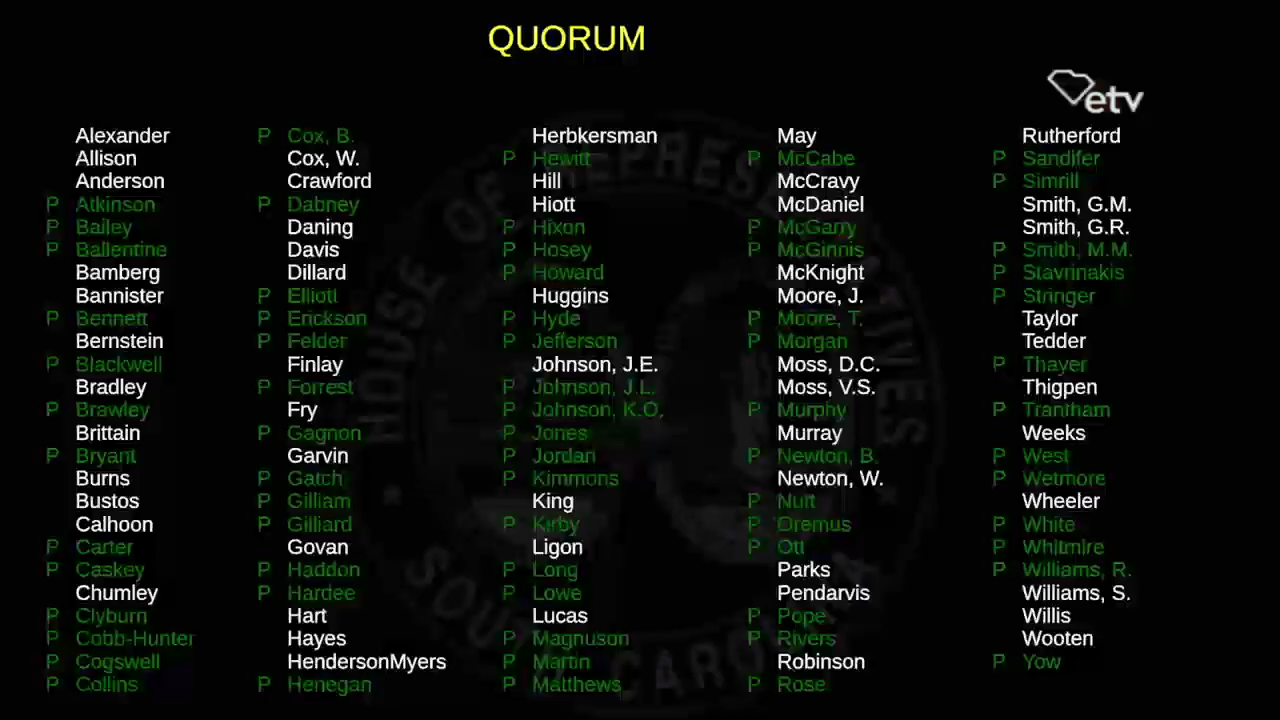 QUORUM
etv
Alexander P Cox, B. Herbkersman May Rutherford
Allison Cox, W. P Hewitt P McCabe P Sandifer
Anderson Crawford Hill McCravy P Simrill
P Atkinson P Dabney Hiott McDaniel Smith, G.M.
P Bailey Daning P Hixon P McGarry Smith, G.R.
P Ballentine Davis P Hosey P McGinnis P Smith, M.M.
Bamberg Dillard P Howard McKnight P Stavrinakis
Bannister P Elliott Huggins Moore, J. P Stringer
P Bennett P Erickson P Hyde P Moore, T. Taylor
Bernstein P Felder P Jefferson P Morgan Tedder
P Blackwell Finlay Johnson, J.E. Moss, D.C. P Thayer
Bradley P Forrest P Johnson, J.L. Moss, V.S. Thigpen
P Brawley Fry P Johnson, K.O. P Murphy P Trantham
Brittain P Gagnon P Jones Murray Weeks
P Bryant Garvin P Jordan P Newton, B. P West
Burns P Gatch P Kimmons Newton, W. P Wetmore
Bustos P Gilliam King P Nutt Wheeler
Calhoon P Gilliard P Kirby P Oremus P White
P Carter Govan Ligon P Ott P Whitmire
P Caskey P Haddon P Long Parks P Williams, R.
Chumley P Hardee P Lowe Pendarvis Williams, S.
P Clyburn Hart Lucas P Pope Willis
P Cobb-Hunter Hayes P Magnuson P Rivers Wooten
P Cogswell HendersonMyers P Martin Robinson P Yow
P Collins P Henegan P Matthews P Rose
HOUSE OF REPRESENTATIVES
SOUTH CAROLINA